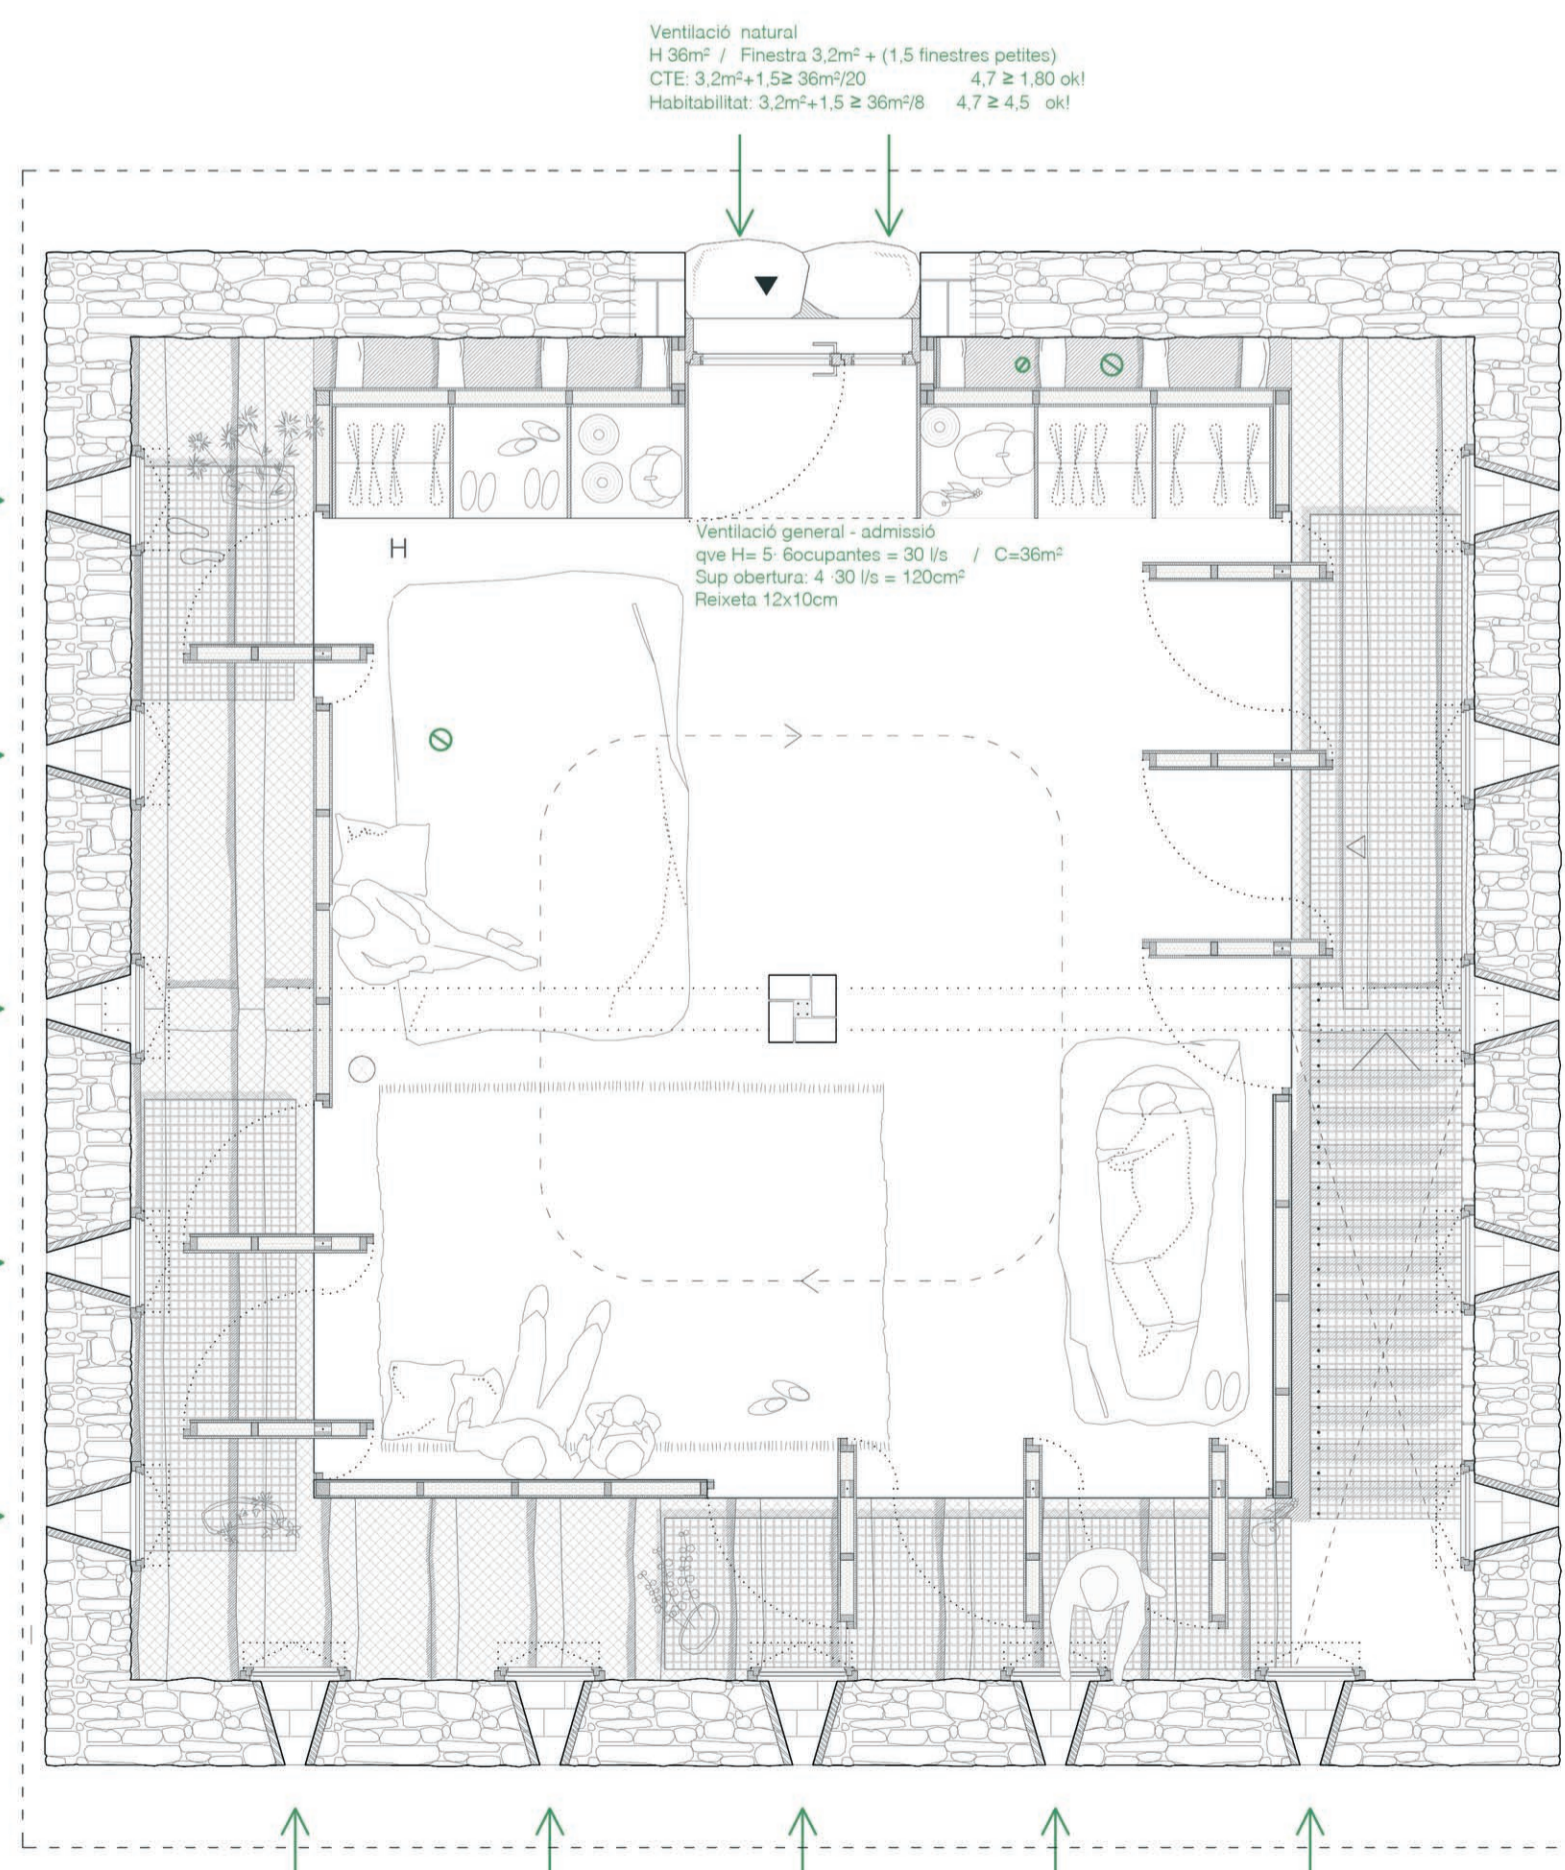 Ventilació natural
H 36m² / Finestra 3,2m² + (1,5 finestres petites)
CTE: 3,2m²+1,5≥ 36m²/20 4,7 ≥ 1,80 ok!
Habitabilitat: 3,2m²+1,5 ≥ 36m²/8 4,7 ≥ 4,5 ok!
Ventilació general - admissió
qve H= 5· 6ocupantes = 30 l/s / C=36m²
Sup obertura: 4 ·30 l/s = 120cm²
Reixeta 12x10cm
H